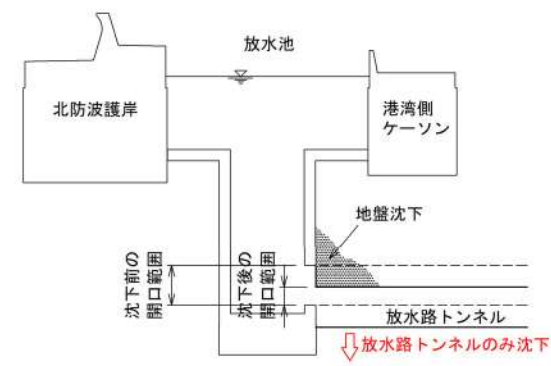 放水池
北防波護岸
港湾側
ケーソン
地盤沈下
沈下前の
開口範囲
沈下後の
開口範囲
放水路トンネル
放水路トンネルのみ沈下